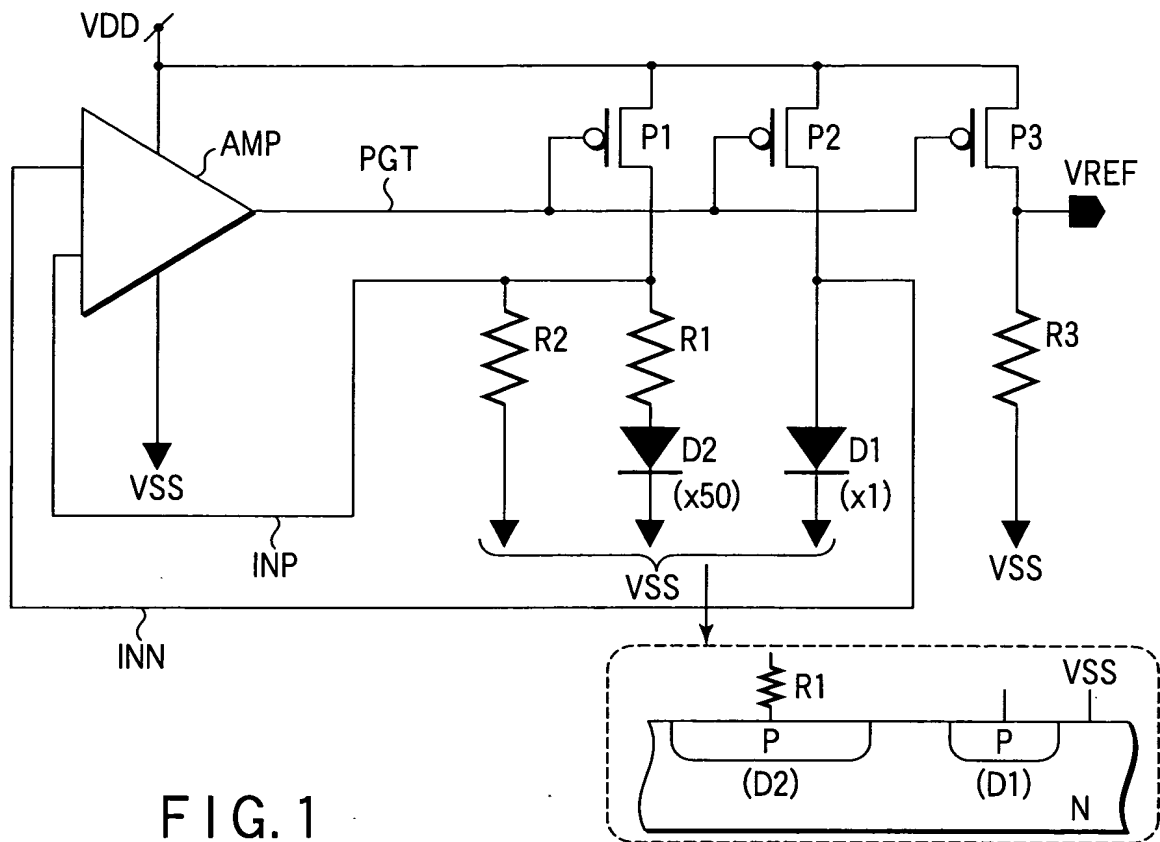 VDD
AMP
PGT
P1
P2
P3
VREF
R2
R1
R3
D2
(x50)
D1
(x1)
VSS
VSS
VSS
INP
INN
R1
VSS
P
(D2)
P
(D1)
N
FIG. 1